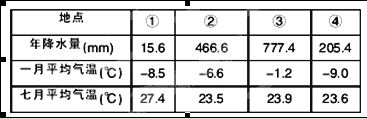 地点 ① ② ③ ④
年降水量(mm) 15.6 466.6 777.4 205.4
一月平均气温(℃) -8.5 -6.6 -1.2 -9.0
七月平均气温(℃) 27.4 23.5 23.9 23.6